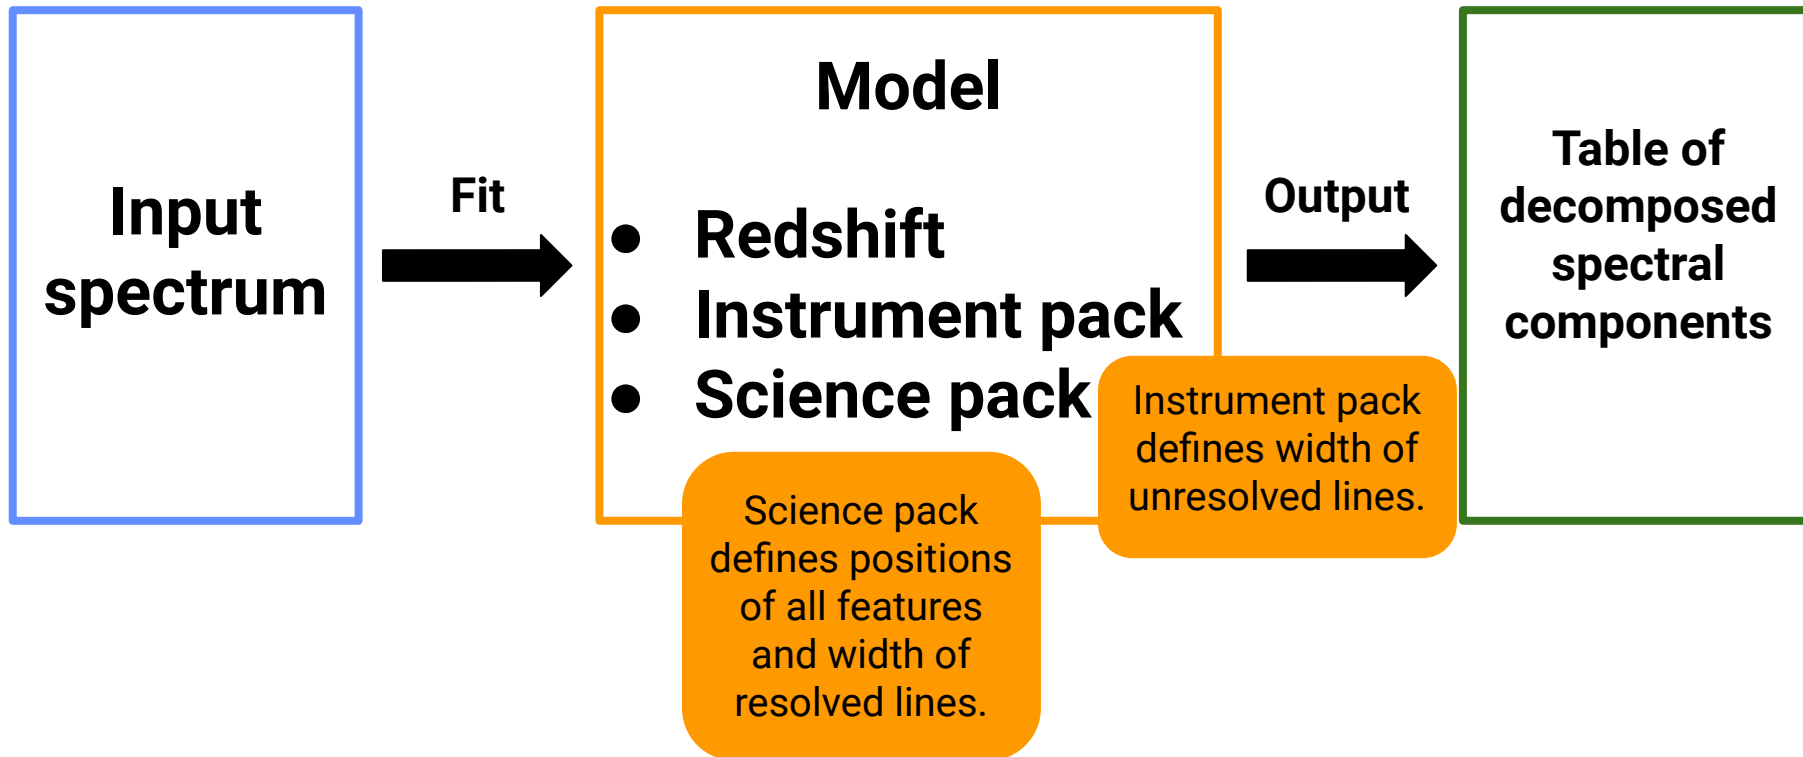 Input
spectrum
Fit
Model
● Redshift
● Instrument pack
● Science pack
Science pack
defines positions
of all features
and width of
resolved lines.
Instrument pack
defines width of
unresolved lines.
Output
Table of
decomposed
spectral
components